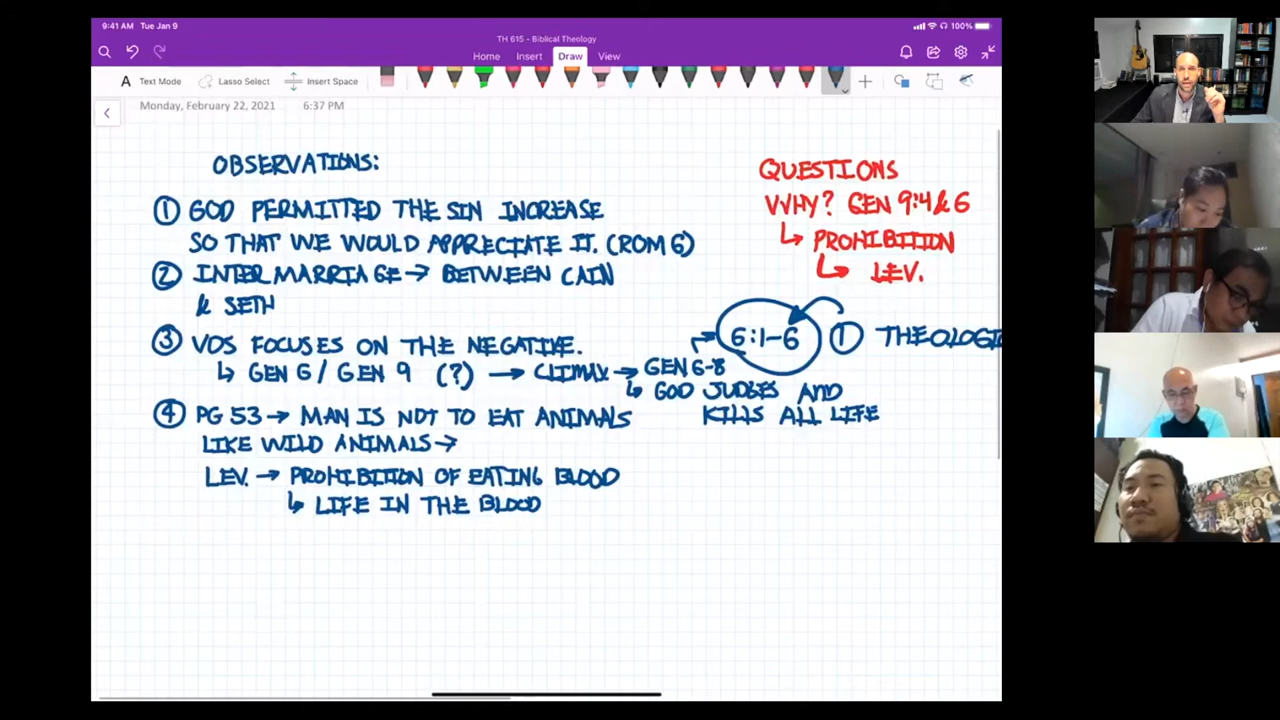 9:41 AM Tue Jan 9
100%
TH 615 - Biblical Theology
Home Insert Draw View
Text Mode Lasso Select Insert Space
Monday, February 22, 2021 6:37 PM
OBSERVATIONS:
① GOD PERMITTED THE SIN INCREASE
SO THAT WE WOULD APPRECIATE IT. (ROM 6)
② INTERMARRIAGE → BETWEEN CAIN
& SETH
③ VOS FOCUSES ON THE NEGATIVE.
↳ GEN 6 / GEN 9 (?) → CLIMAX → GEN 6-8
↳ GOD JUDGES AND
KILLS ALL LIFE
④ PG 53 → MAN IS NOT TO EAT ANIMALS
LIKE WILD ANIMALS →
LEV. → PROHIBITION OF EATING BLOOD
↳ LIFE IN THE BLOOD
QUESTIONS
WHY? GEN 9:4 & 6
↳ PROHIBITION
↳ LEV.
6:1-6 ① THEOLOGI